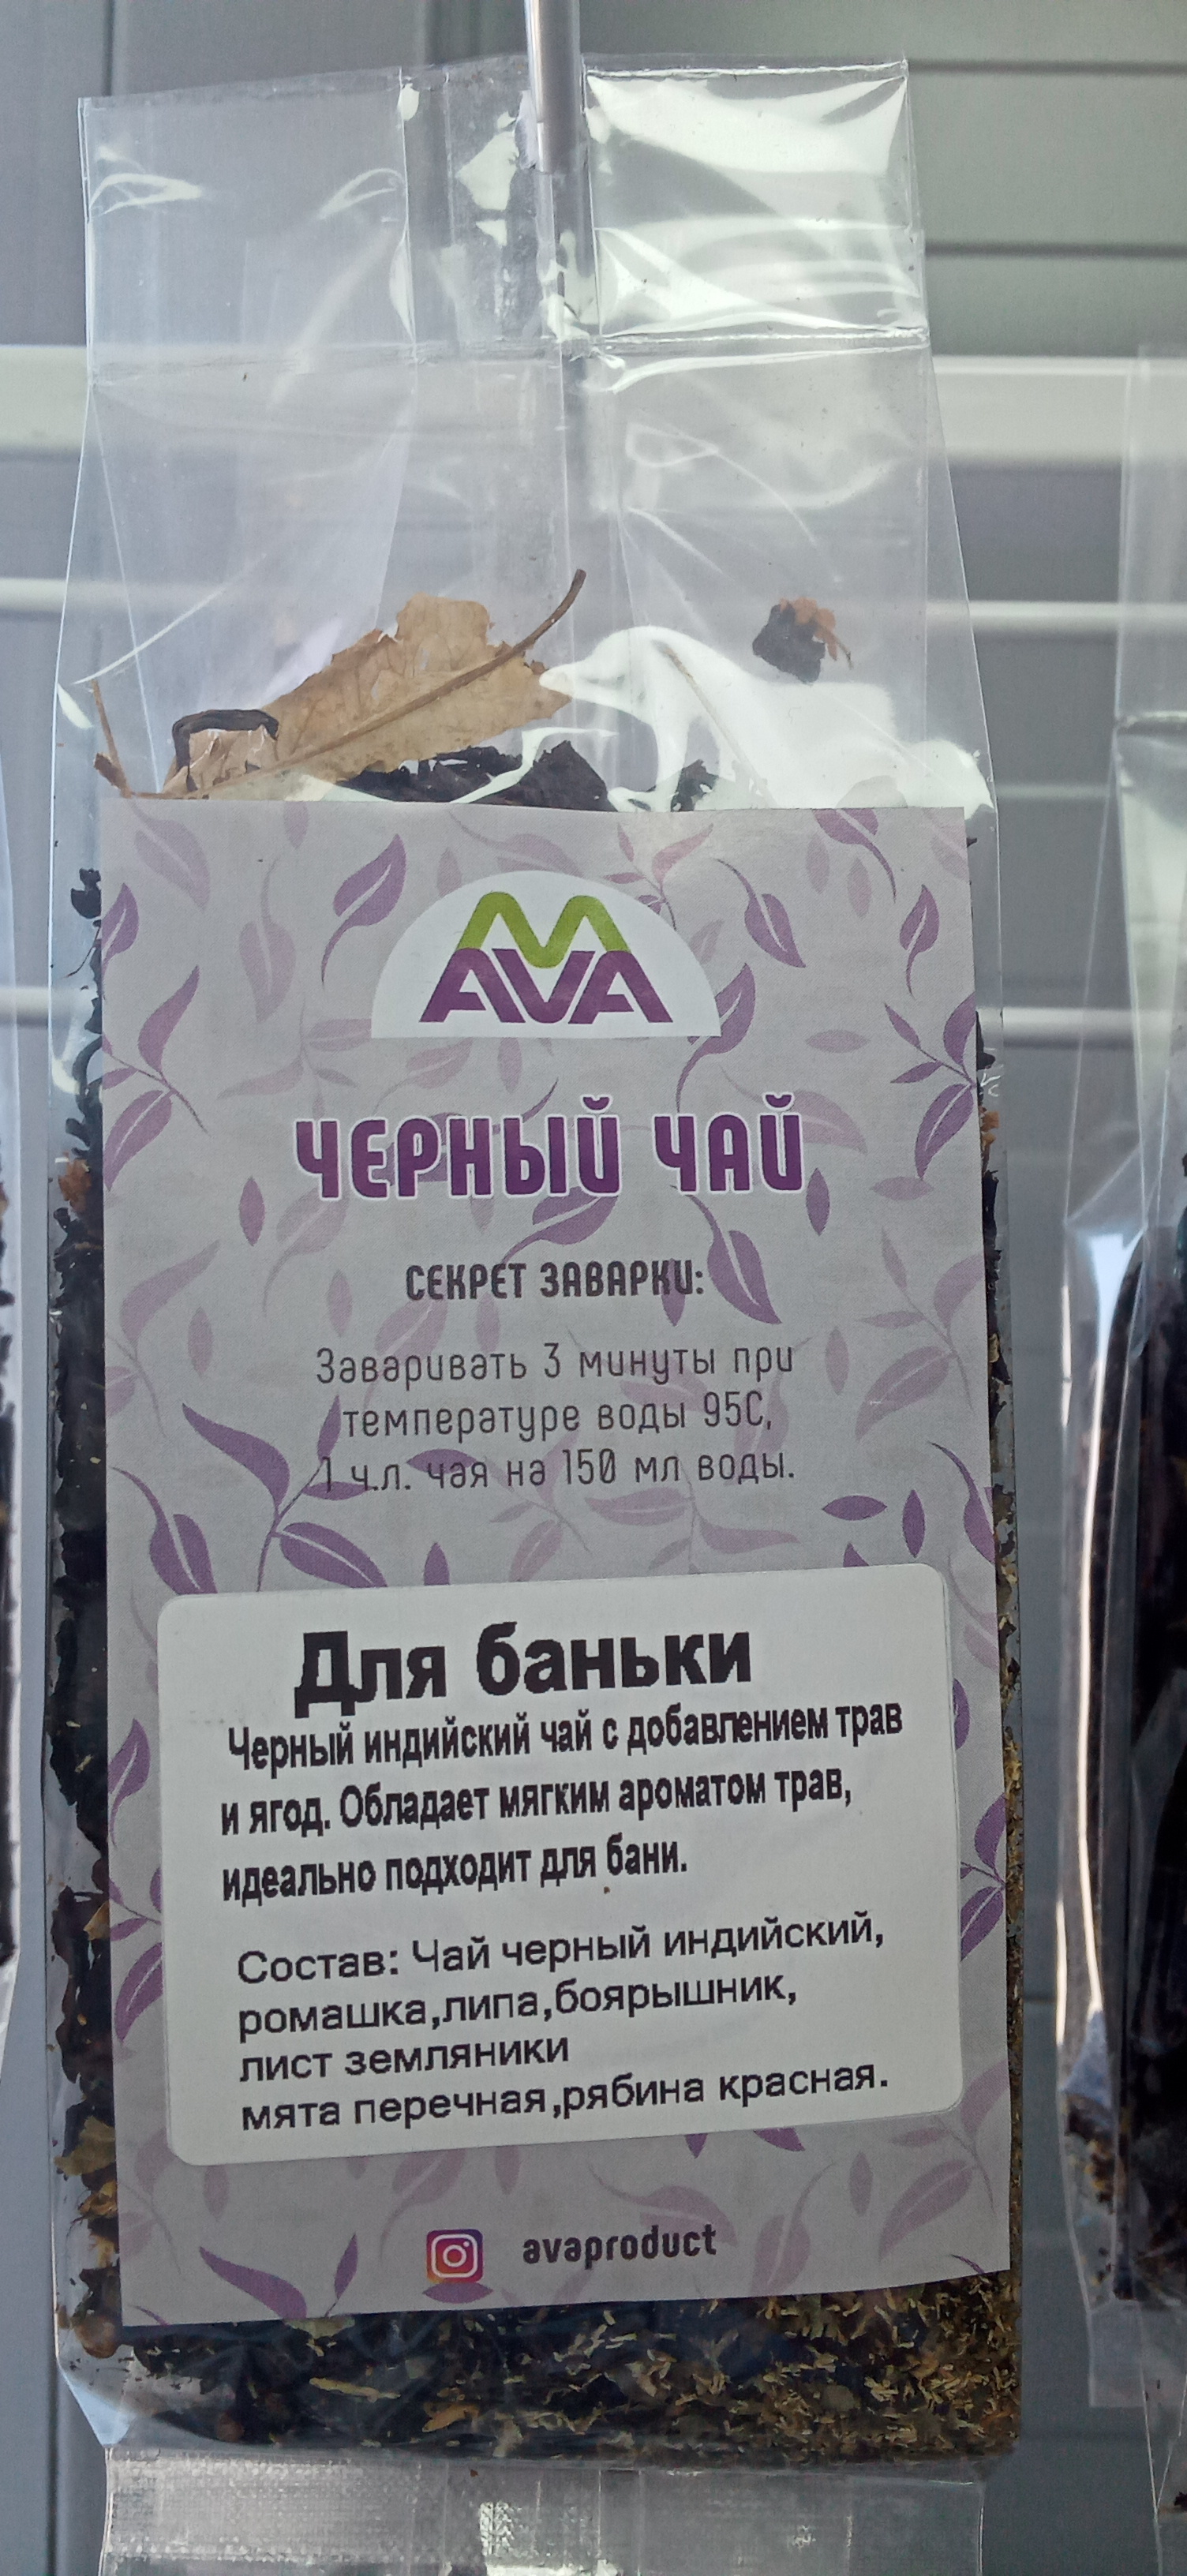 AVA
ЧЕРНЫЙ ЧАЙ
СЕКРЕТ ЗАВАРКИ:
Заваривать 3 минуты при
температуре воды 95С,
1 ч.л. чая на 150 мл воды.
Для баньки
Черный индийский чай с добавлением трав
и ягод. Обладает мягким ароматом трав,
идеально подходит для бани.
Состав: Чай черный индийский,
ромашка,липа,боярышник,
лист земляники
мята перечная,рябина красная.
avaproduct